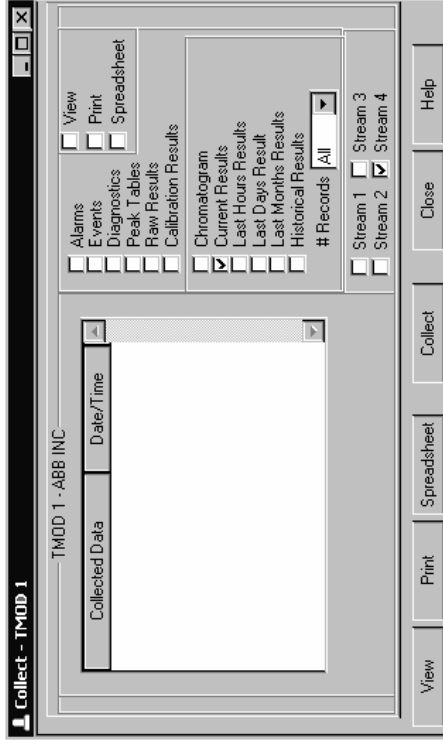 Collect - TMOD 1
TMOD 1 - ABB INC
Collected Data Date/Time
Alarms
Events
Diagnostics
Peak Tables
Raw Results
Calibration Results
View
Print
Spreadsheet
Chromatogram
Current Results
Last Hours Results
Last Days Result
Last Months Results
Historical Results
# Records All
Stream 1 Stream 3
Stream 2 Stream 4
View Print Spreadsheet Collect Close Help